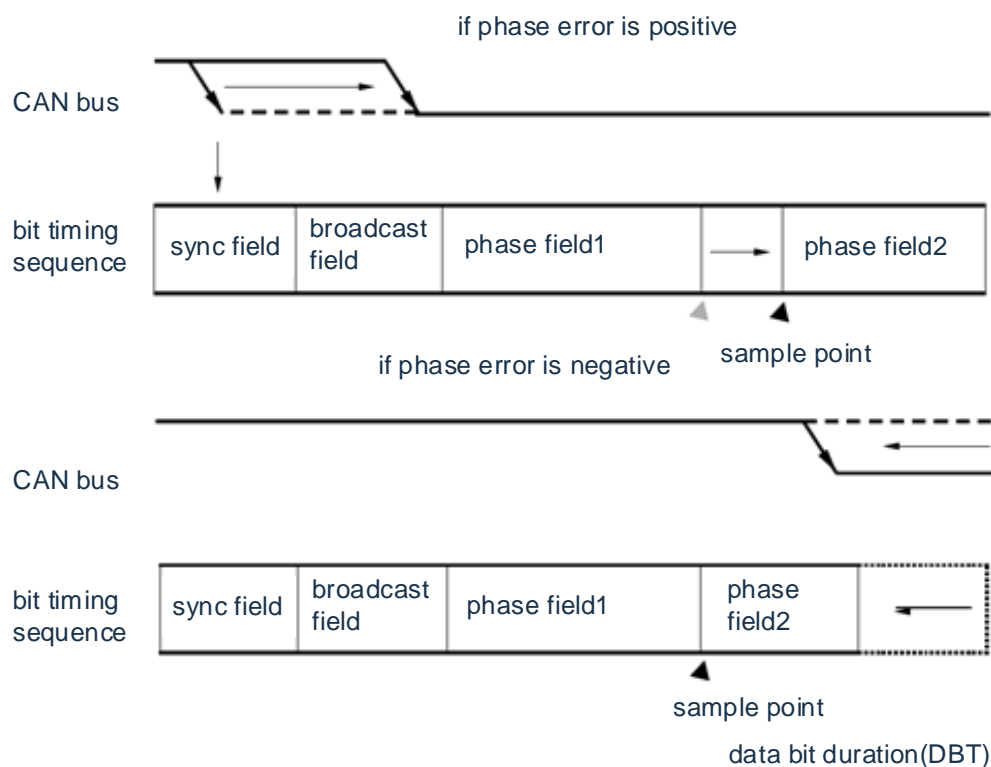 if phase error is positive
CAN bus
bit timing
sequence
sync field
broadcast
field
phase field1
phase field2
sample point
if phase error is negative
CAN bus
bit timing
sequence
sync field
broadcast
field
phase field1
phase
field2
sample point
data bit duration(DBT)